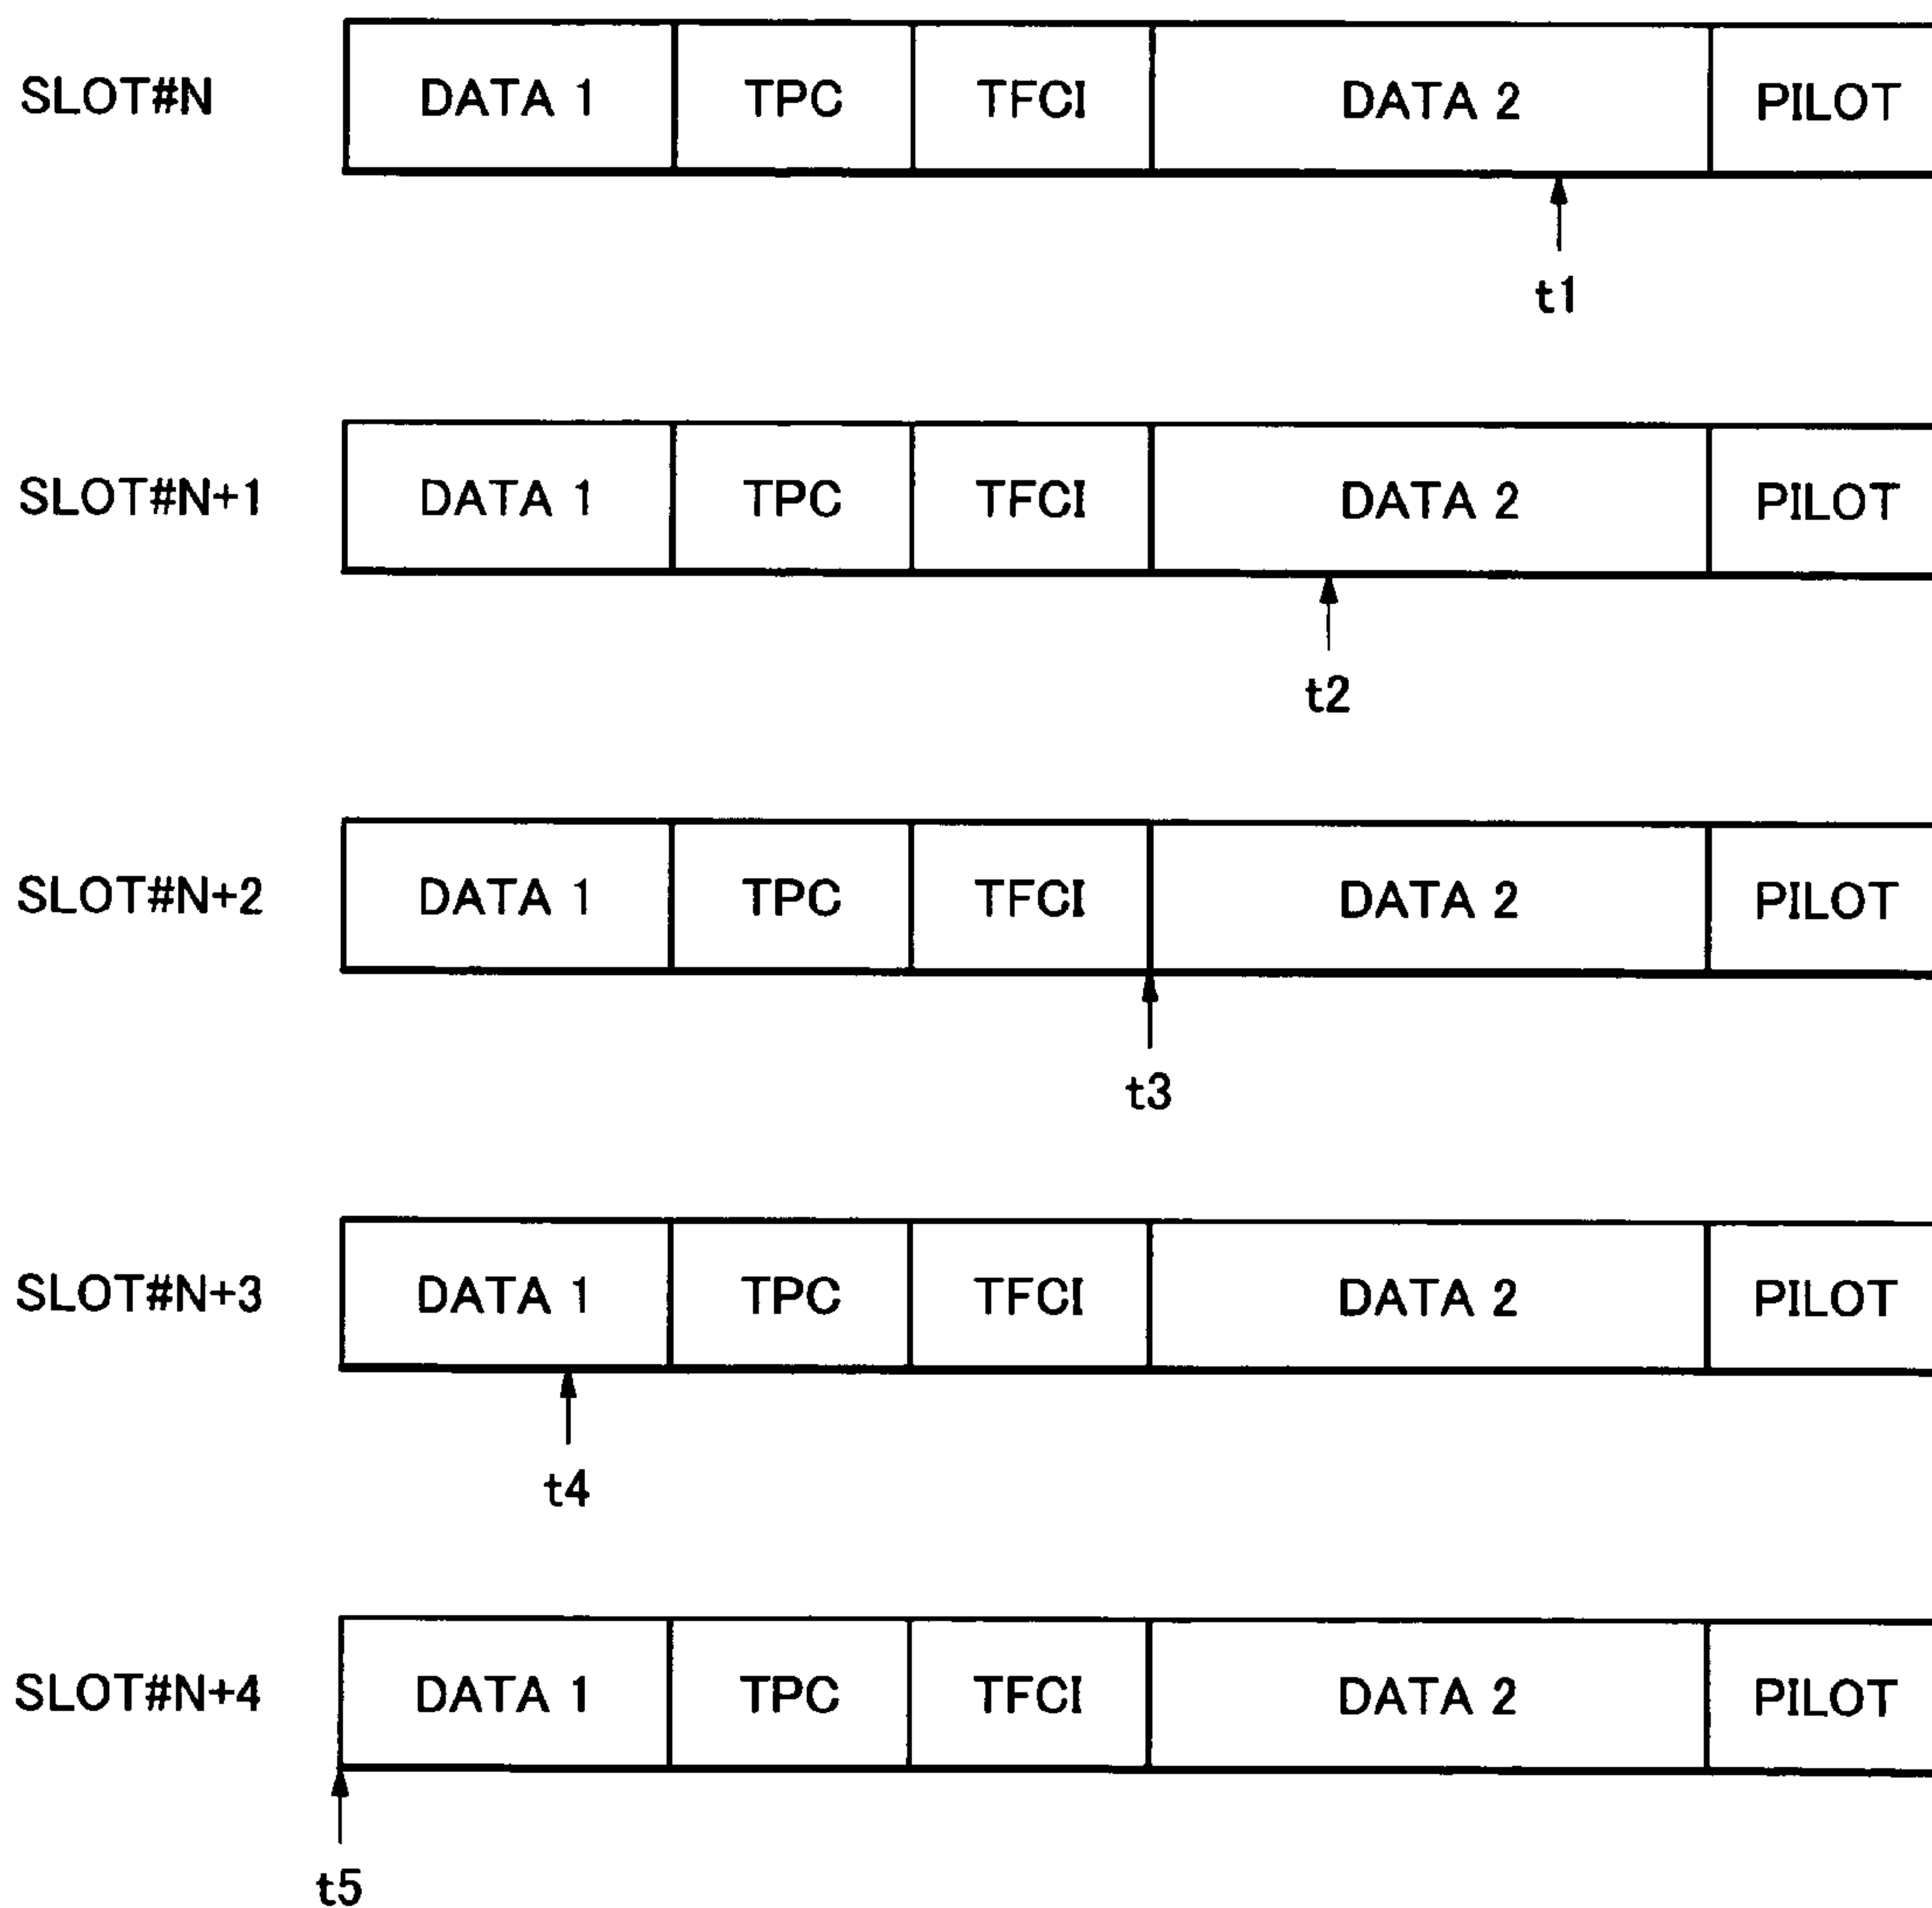 SLOT#N DATA 1 TPC TFCI DATA 2 PILOT
t1
SLOT#N+1 DATA 1 TPC TFCI DATA 2 PILOT
t2
SLOT#N+2 DATA 1 TPC TFCI DATA 2 PILOT
t3
SLOT#N+3 DATA 1 TPC TFCI DATA 2 PILOT
t4
SLOT#N+4 DATA 1 TPC TFCI DATA 2 PILOT
t5